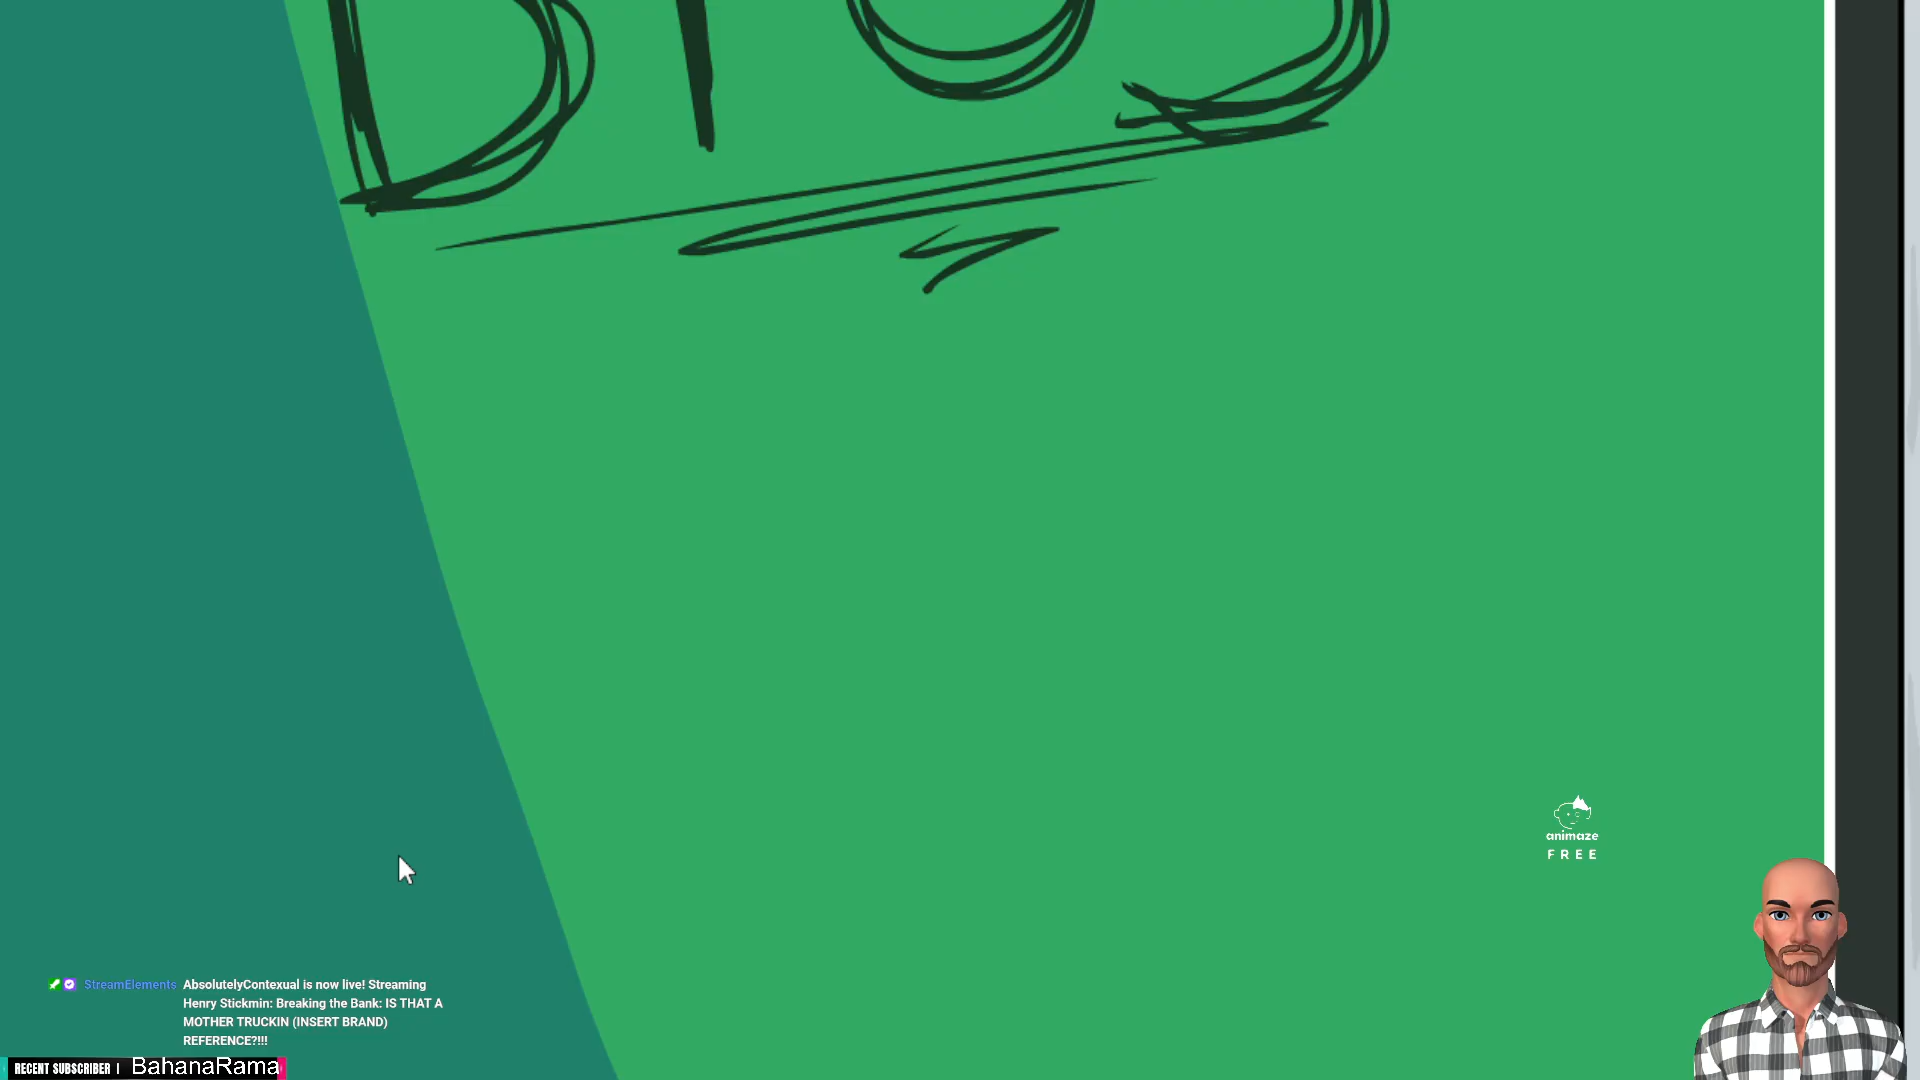 animaze
FREE
StreamElements AbsolutelyContexual is now live! Streaming
Henry Stickmin: Breaking the Bank: IS THAT A
MOTHER TRUCKIN (INSERT BRAND)
REFERENCE?!!!
RECENT SUBSCRIBER | BahanaRama